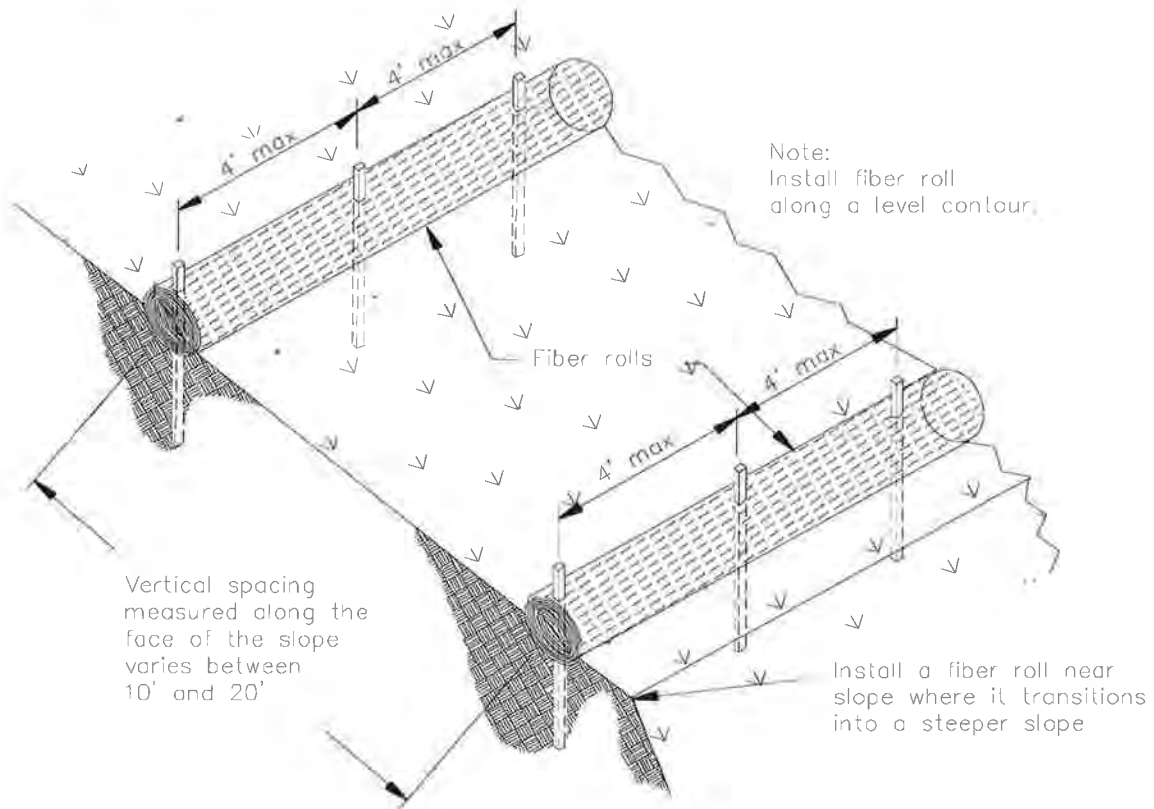 4' max
4' max
Note:
Install fiber roll
along a level contour.
Fiber rolls
4' max
4' max
Vertical spacing
measured along the
face of the slope
varies between
10' and 20'
Install a fiber roll near
slope where it transitions
into a steeper slope